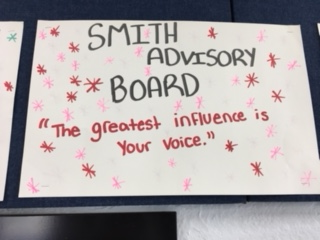 SMITH
ADVISORY
BOARD
"The greatest influence is
Your voice."